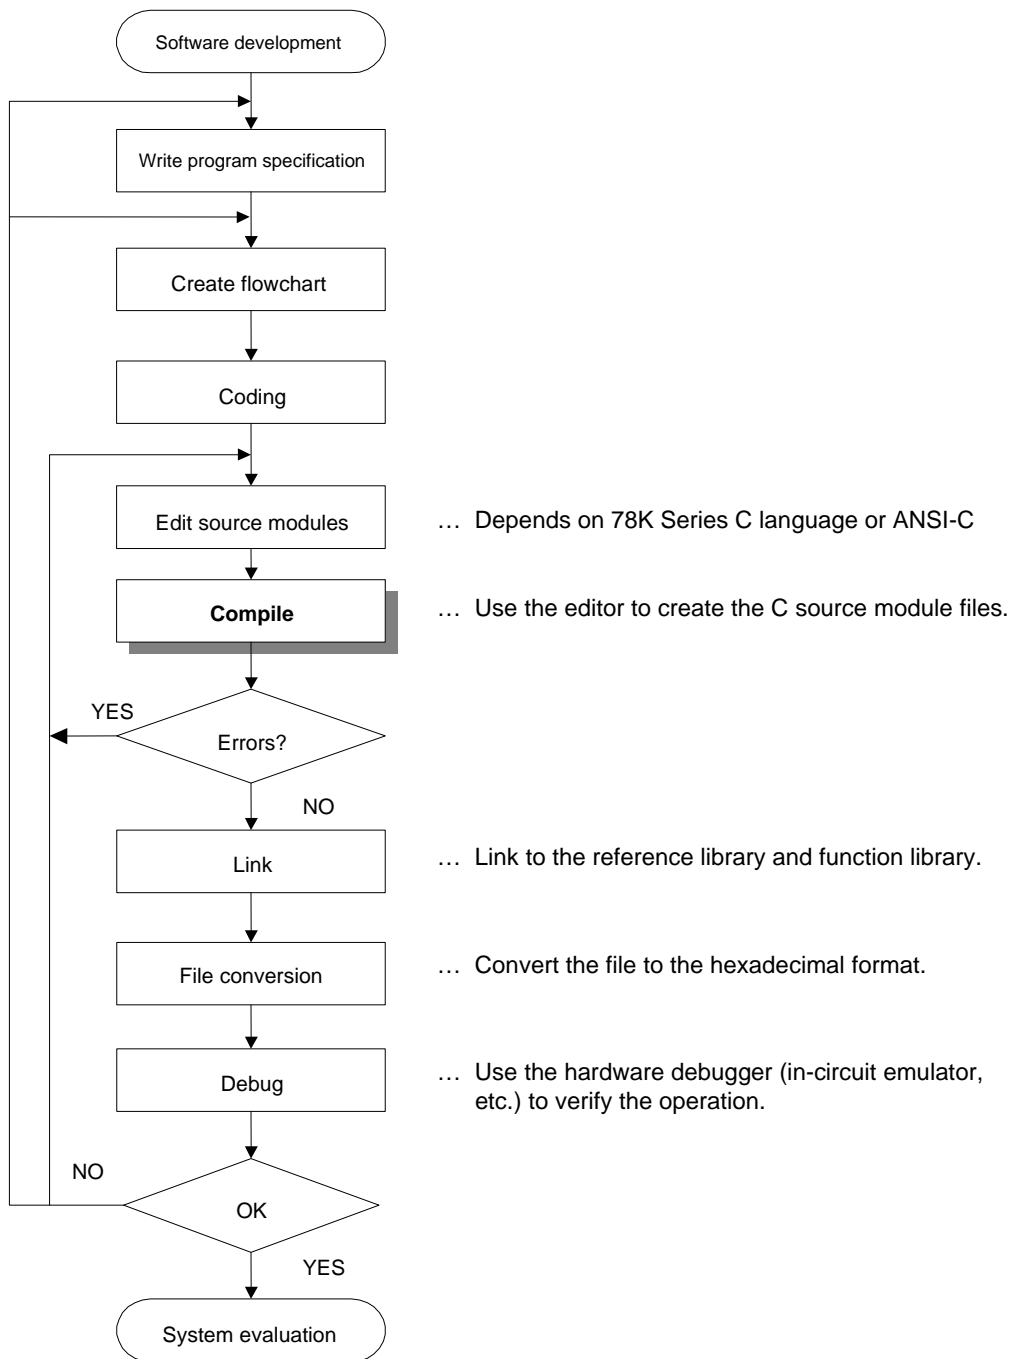 Software development
Write program specification
Create flowchart
Coding
Edit source modules
… Depends on 78K Series C language or ANSI-C
Compile
… Use the editor to create the C source module files.
YES
Errors?
NO
Link
… Link to the reference library and function library.
File conversion
… Convert the file to the hexadecimal format.
Debug
… Use the hardware debugger (in-circuit emulator,
etc.) to verify the operation.
NO
OK
YES
System evaluation